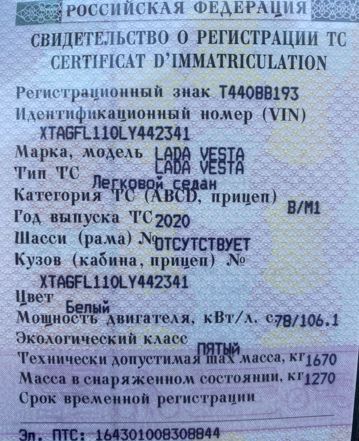 РОССИЙСКАЯ ФЕДЕРАЦИЯ
СВИДЕТЕЛЬСТВО О РЕГИСТРАЦИИ ТС
CERTIFICAT D'IMMATRICULATION
Регистрационный знак Т440ВВ193
Идентификационный номер (VIN)
XTAGFL110LY442341
Марка, модель LADA VESTA
LADA VESTA
Тип ТС Легковой седан
Категория ТС (ABCD, прицеп) B/M1
Год выпуска ТС 2020
Шасси (рама) № ОТСУТСТВУЕТ
Кузов (кабина, прицеп) №
XTAGFL110LY442341
Цвет Белый
Мощность двигателя, кВт/л. с. 78/106.1
Экологический класс ПЯТЫЙ
Технически допустимая max масса, кг 1670
Масса в снаряженном состоянии, кг 1270
Срок временной регистрации
Эл. ПТС: 164301008308844